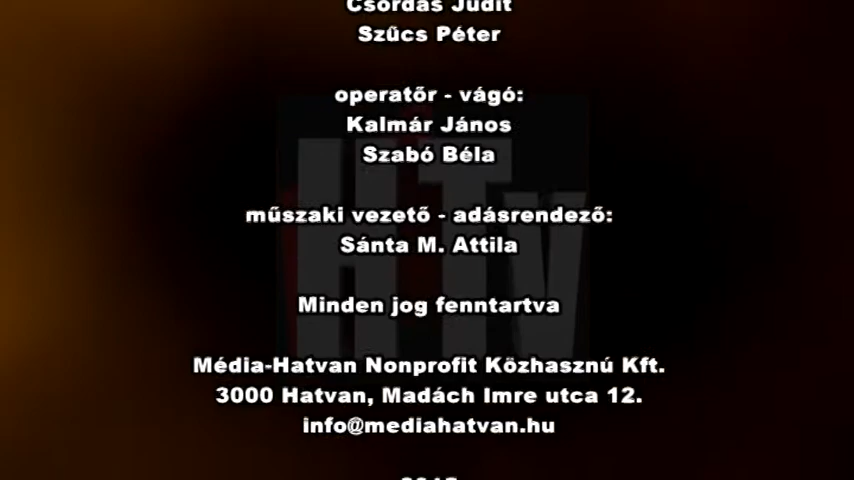 Csordás Judit
Szűcs Péter
operatőr - vágó:
Kalmár János
Szabó Béla
műszaki vezető - adásrendező:
Sánta M. Attila
Minden jog fenntartva
Média-Hatvan Nonprofit Közhasznú Kft.
3000 Hatvan, Madách Imre utca 12.
info@mediahatvan.hu
HTv